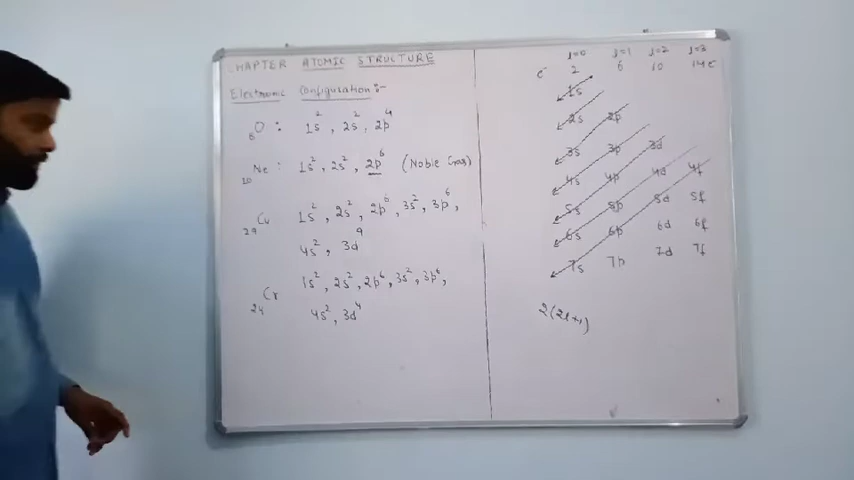 CHAPTER ATOMIC STRUCTURE
Electronic Configuration :-
₈O : 1s², 2s², 2p⁴
₁₀Ne : 1s², 2s², 2p⁶ (Noble Gas)
₂₉Cu 1s², 2s², 2p⁶, 3s², 3p⁶,
4s², 3d⁹
₂₄Cr 1s², 2s², 2p⁶, 3s², 3p⁶,
4s², 3d⁴
l=0 l=1 l=2 l=3
e⁻ 2 6 10 14e⁻
1s
2s 2p
3s 3p 3d
4s 4p 4d 4f
5s 5p 5d 5f
6s 6p 6d 6f
7s 7p 7d 7f
2(2l+1)